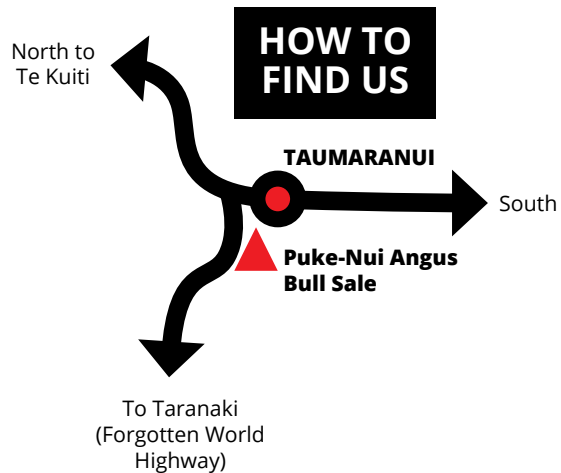 HOW TO
FIND US
North to
Te Kuiti
TAUMARANUI
South
Puke-Nui Angus
Bull Sale
To Taranaki
(Forgotten World
Highway)